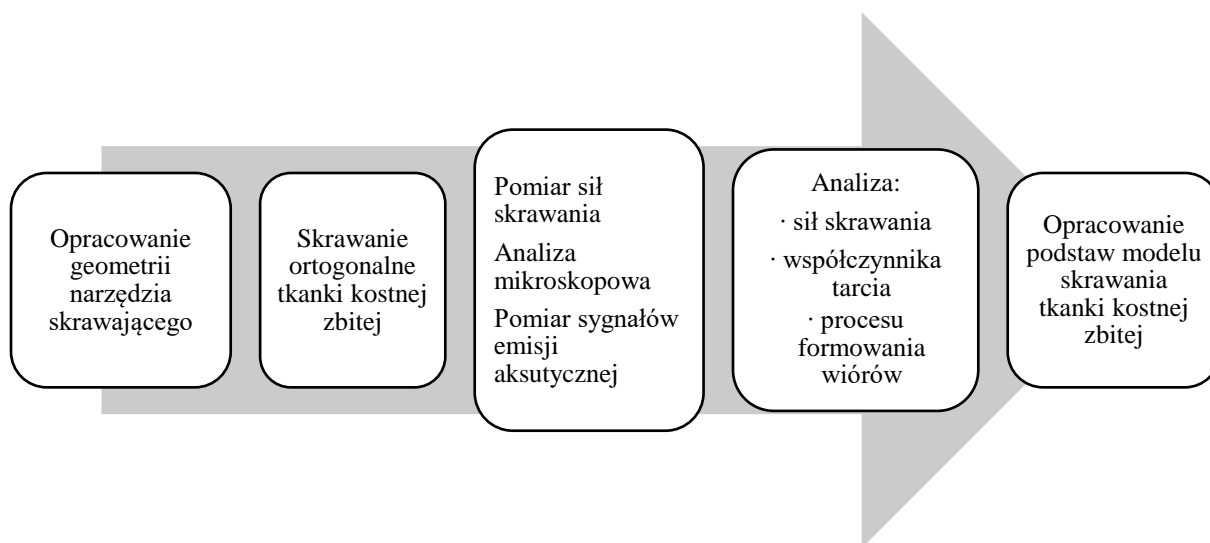 Opracowanie
geometrii
narzędzia
skrawającego
Skrawanie
ortogonalne
tkanki kostnej
zbitej
Pomiar sił
skrawania
Analiza
mikroskopowa
Pomiar sygnałów
emisji
aksutycznej
Analiza:
· sił skrawania
· współczynnika
tarcia
· procesu
formowania
wiórów
Opracowanie
podstaw modelu
skrawania
tkanki kostnej
zbitej